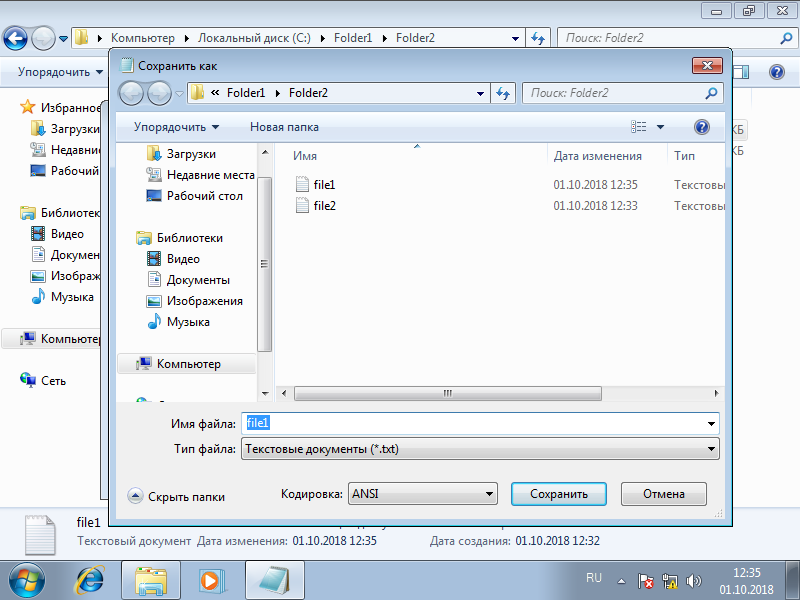 Компьютер ▸ Локальный диск (C:) ▸ Folder1 ▸ Folder2
Поиск: Folder2
Упорядочить
Сохранить как
« Folder1 ▸ Folder2
Поиск: Folder2
Упорядочить
Новая папка
Избранное
Загрузки
Недавни
Рабочий
Библиотек
Видео
Докумен
Изображ
Музыка
Компьютер
Сеть
Загрузки
Недавние места
Рабочий стол
Библиотеки
Видео
Документы
Изображения
Музыка
Компьютер
Имя Дата изменения Тип
file1 01.10.2018 12:35 Текстовы
file2 01.10.2018 12:33 Текстовы
КБ
КБ
Имя файла: file1
Тип файла: Текстовые документы (*.txt)
Скрыть папки
Кодировка: ANSI
Сохранить
Отмена
file1
Текстовый документ
Дата изменения: 01.10.2018 12:35
Дата создания: 01.10.2018 12:32
RU
12:35
01.10.2018